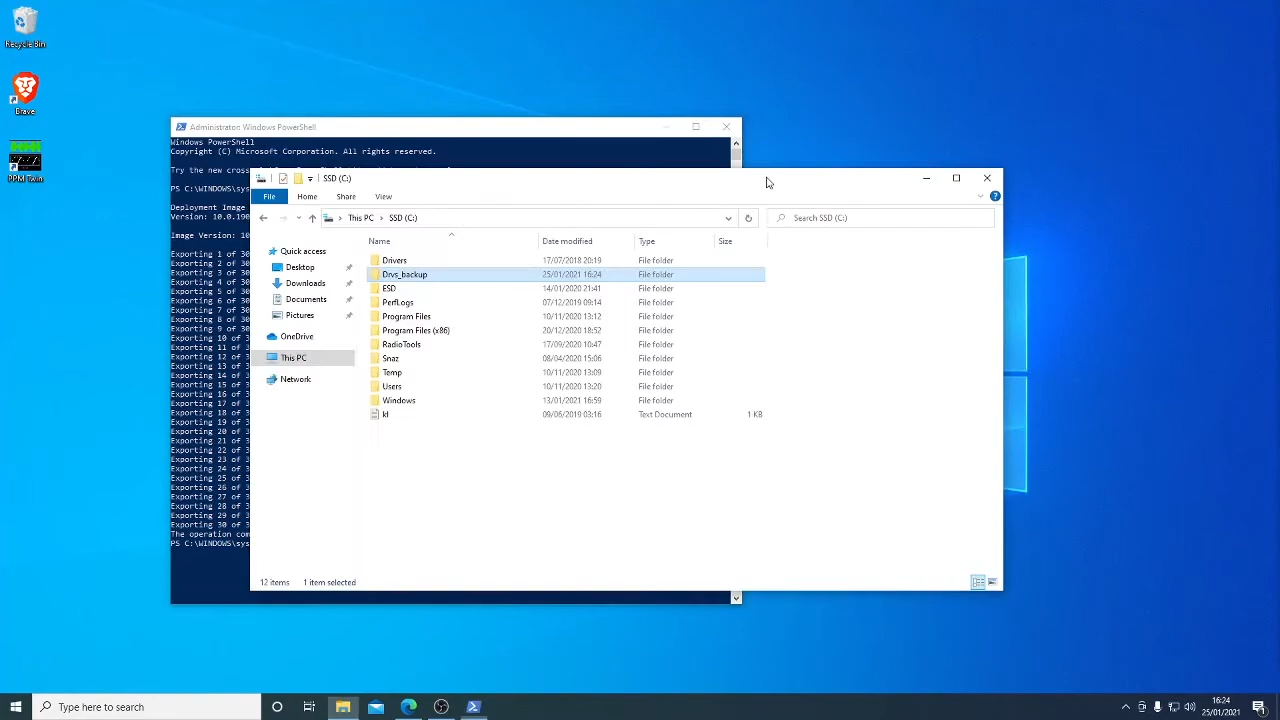 Recycle Bin
Brave
PPM Twin
Administrator: Windows PowerShell
Windows PowerShell
Copyright (C) Microsoft Corporation. All rights reserved.
Try the new cross
PS C:\WINDOWS\sys
Deployment Image
Version: 10.0.190
Image Version: 10
Exporting 1 of 30
Exporting 2 of 30
Exporting 3 of 30
Exporting 4 of 30
Exporting 5 of 30
Exporting 6 of 30
Exporting 7 of 30
Exporting 8 of 30
Exporting 9 of 30
Exporting 10 of 3
Exporting 11 of 3
Exporting 12 of 3
Exporting 13 of 3
Exporting 14 of 3
Exporting 15 of 3
Exporting 16 of 3
Exporting 17 of 3
Exporting 18 of 3
Exporting 19 of 3
Exporting 20 of 3
Exporting 21 of 3
Exporting 22 of 3
Exporting 23 of 3
Exporting 24 of 3
Exporting 25 of 3
Exporting 26 of 3
Exporting 27 of 3
Exporting 28 of 3
Exporting 29 of 3
Exporting 30 of 3
The operation com
PS C:\WINDOWS\sys
SSD (C:)
File Home Share View
This PC > SSD (C:)
Search SSD (C:)
Quick access
Desktop
Downloads
Documents
Pictures
OneDrive
This PC
Network
Name Date modified Type Size
Drivers 17/07/2018 20:19 File folder
Drvs_backup 25/01/2021 16:24 File folder
ESD 14/01/2020 21:41 File folder
PerfLogs 07/12/2019 09:14 File folder
Program Files 10/11/2020 13:12 File folder
Program Files (x86) 20/12/2020 18:52 File folder
RadioTools 17/09/2020 10:47 File folder
Snaz 08/04/2020 15:06 File folder
Temp 10/11/2020 13:09 File folder
Users 10/11/2020 13:20 File folder
Windows 13/01/2021 16:59 File folder
kl 09/06/2019 03:16 Text Document 1 KB
12 items 1 item selected
Type here to search
16:24
25/01/2021